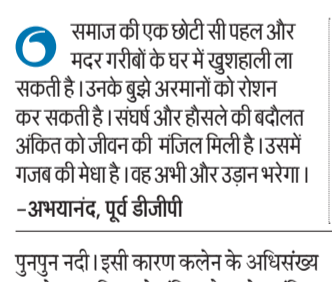 समाज की एक छोटी सी पहल और
मदर गरीबों के घर में खुशहाली ला
सकती है। उनके बुझे अरमानों को रोशन
कर सकती है। संघर्ष और हौसले की बदौलत
अंकित को जीवन की मंजिल मिली है। उसमें
गजब की मेधा है। वह अभी और उड़ान भरेगा।
-अभयानंद, पूर्व डीजीपी
पुनपुन नदी। इसी कारण कलेन के अधिसंख्य